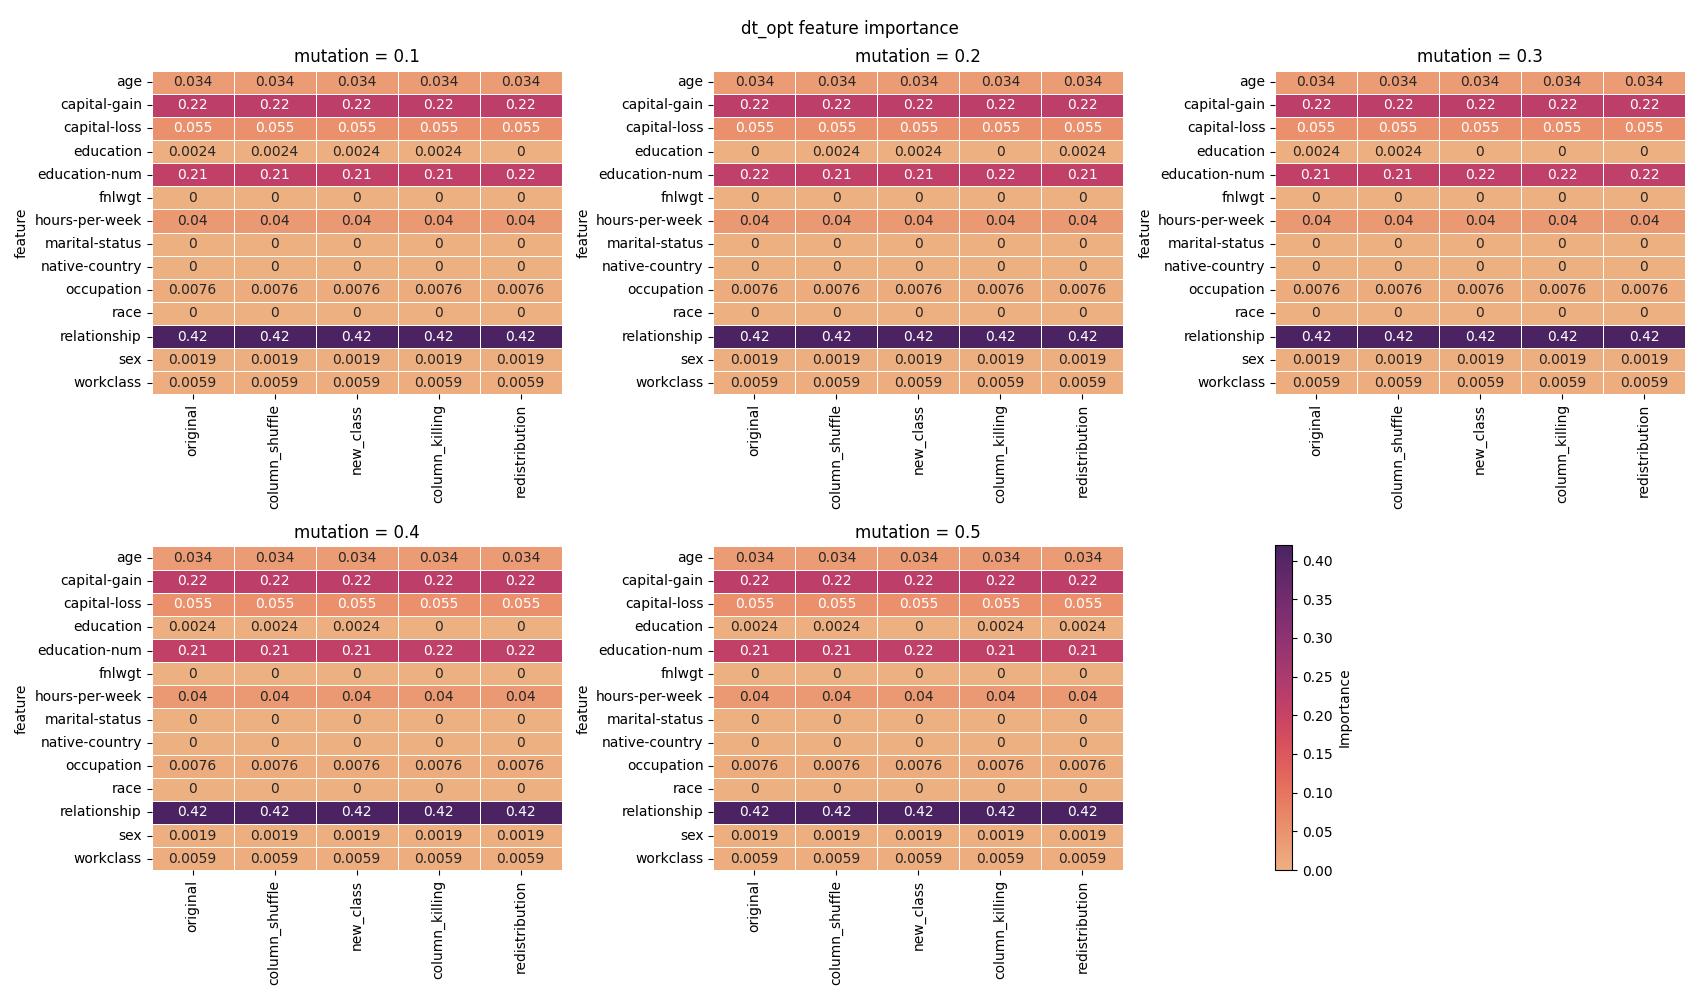 dt_opt feature importance
mutation = 0.1
feature
age 0.034 0.034 0.034 0.034 0.034
capital-gain 0.22 0.22 0.22 0.22 0.22
capital-loss 0.055 0.055 0.055 0.055 0.055
education 0.0024 0.0024 0.0024 0.0024 0
education-num 0.21 0.21 0.21 0.21 0.22
fnlwgt 0 0 0 0 0
hours-per-week 0.04 0.04 0.04 0.04 0.04
marital-status 0 0 0 0 0
native-country 0 0 0 0 0
occupation 0.0076 0.0076 0.0076 0.0076 0.0076
race 0 0 0 0 0
relationship 0.42 0.42 0.42 0.42 0.42
sex 0.0019 0.0019 0.0019 0.0019 0.0019
workclass 0.0059 0.0059 0.0059 0.0059 0.0059
original column_shuffle new_class column_killing redistribution
mutation = 0.2
feature
age 0.034 0.034 0.034 0.034 0.034
capital-gain 0.22 0.22 0.22 0.22 0.22
capital-loss 0.055 0.055 0.055 0.055 0.055
education 0 0.0024 0.0024 0 0.0024
education-num 0.22 0.21 0.21 0.22 0.21
fnlwgt 0 0 0 0 0
hours-per-week 0.04 0.04 0.04 0.04 0.04
marital-status 0 0 0 0 0
native-country 0 0 0 0 0
occupation 0.0076 0.0076 0.0076 0.0076 0.0076
race 0 0 0 0 0
relationship 0.42 0.42 0.42 0.42 0.42
sex 0.0019 0.0019 0.0019 0.0019 0.0019
workclass 0.0059 0.0059 0.0059 0.0059 0.0059
original column_shuffle new_class column_killing redistribution
mutation = 0.3
feature
age 0.034 0.034 0.034 0.034 0.034
capital-gain 0.22 0.22 0.22 0.22 0.22
capital-loss 0.055 0.055 0.055 0.055 0.055
education 0.0024 0.0024 0 0 0
education-num 0.21 0.21 0.22 0.22 0.22
fnlwgt 0 0 0 0 0
hours-per-week 0.04 0.04 0.04 0.04 0.04
marital-status 0 0 0 0 0
native-country 0 0 0 0 0
occupation 0.0076 0.0076 0.0076 0.0076 0.0076
race 0 0 0 0 0
relationship 0.42 0.42 0.42 0.42 0.42
sex 0.0019 0.0019 0.0019 0.0019 0.0019
workclass 0.0059 0.0059 0.0059 0.0059 0.0059
original column_shuffle new_class column_killing redistribution
mutation = 0.4
feature
age 0.034 0.034 0.034 0.034 0.034
capital-gain 0.22 0.22 0.22 0.22 0.22
capital-loss 0.055 0.055 0.055 0.055 0.055
education 0.0024 0.0024 0.0024 0 0
education-num 0.21 0.21 0.21 0.22 0.22
fnlwgt 0 0 0 0 0
hours-per-week 0.04 0.04 0.04 0.04 0.04
marital-status 0 0 0 0 0
native-country 0 0 0 0 0
occupation 0.0076 0.0076 0.0076 0.0076 0.0076
race 0 0 0 0 0
relationship 0.42 0.42 0.42 0.42 0.42
sex 0.0019 0.0019 0.0019 0.0019 0.0019
workclass 0.0059 0.0059 0.0059 0.0059 0.0059
original column_shuffle new_class column_killing redistribution
mutation = 0.5
feature
age 0.034 0.034 0.034 0.034 0.034
capital-gain 0.22 0.22 0.22 0.22 0.22
capital-loss 0.055 0.055 0.055 0.055 0.055
education 0.0024 0.0024 0 0.0024 0.0024
education-num 0.21 0.21 0.22 0.21 0.21
fnlwgt 0 0 0 0 0
hours-per-week 0.04 0.04 0.04 0.04 0.04
marital-status 0 0 0 0 0
native-country 0 0 0 0 0
occupation 0.0076 0.0076 0.0076 0.0076 0.0076
race 0 0 0 0 0
relationship 0.42 0.42 0.42 0.42 0.42
sex 0.0019 0.0019 0.0019 0.0019 0.0019
workclass 0.0059 0.0059 0.0059 0.0059 0.0059
original column_shuffle new_class column_killing redistribution
0.40
0.35
0.30
0.25
0.20
0.15
0.10
0.05
0.00
Importance